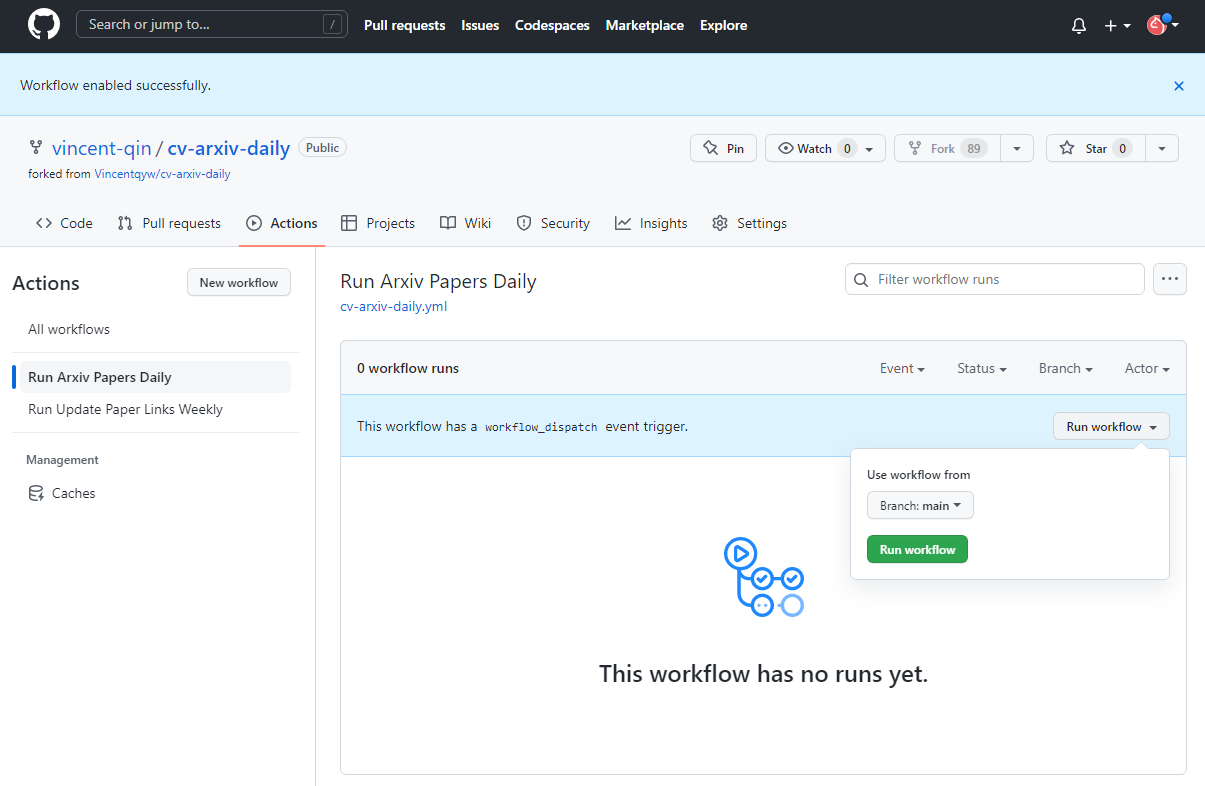 Search or jump to... /
Pull requests Issues Codespaces Marketplace Explore
Workflow enabled successfully.
vincent-qin / cv-arxiv-daily Public
Pin Watch 0 Fork 89 Star 0
forked from Vincentqyw/cv-arxiv-daily
Code Pull requests Actions Projects Wiki Security Insights Settings
Actions
New workflow
All workflows
Run Arxiv Papers Daily
Run Update Paper Links Weekly
Management
Caches
Run Arxiv Papers Daily
cv-arxiv-daily.yml
Filter workflow runs
0 workflow runs
Event Status Branch Actor
This workflow has a workflow_dispatch event trigger.
Run workflow
Use workflow from
Branch: main
Run workflow
This workflow has no runs yet.